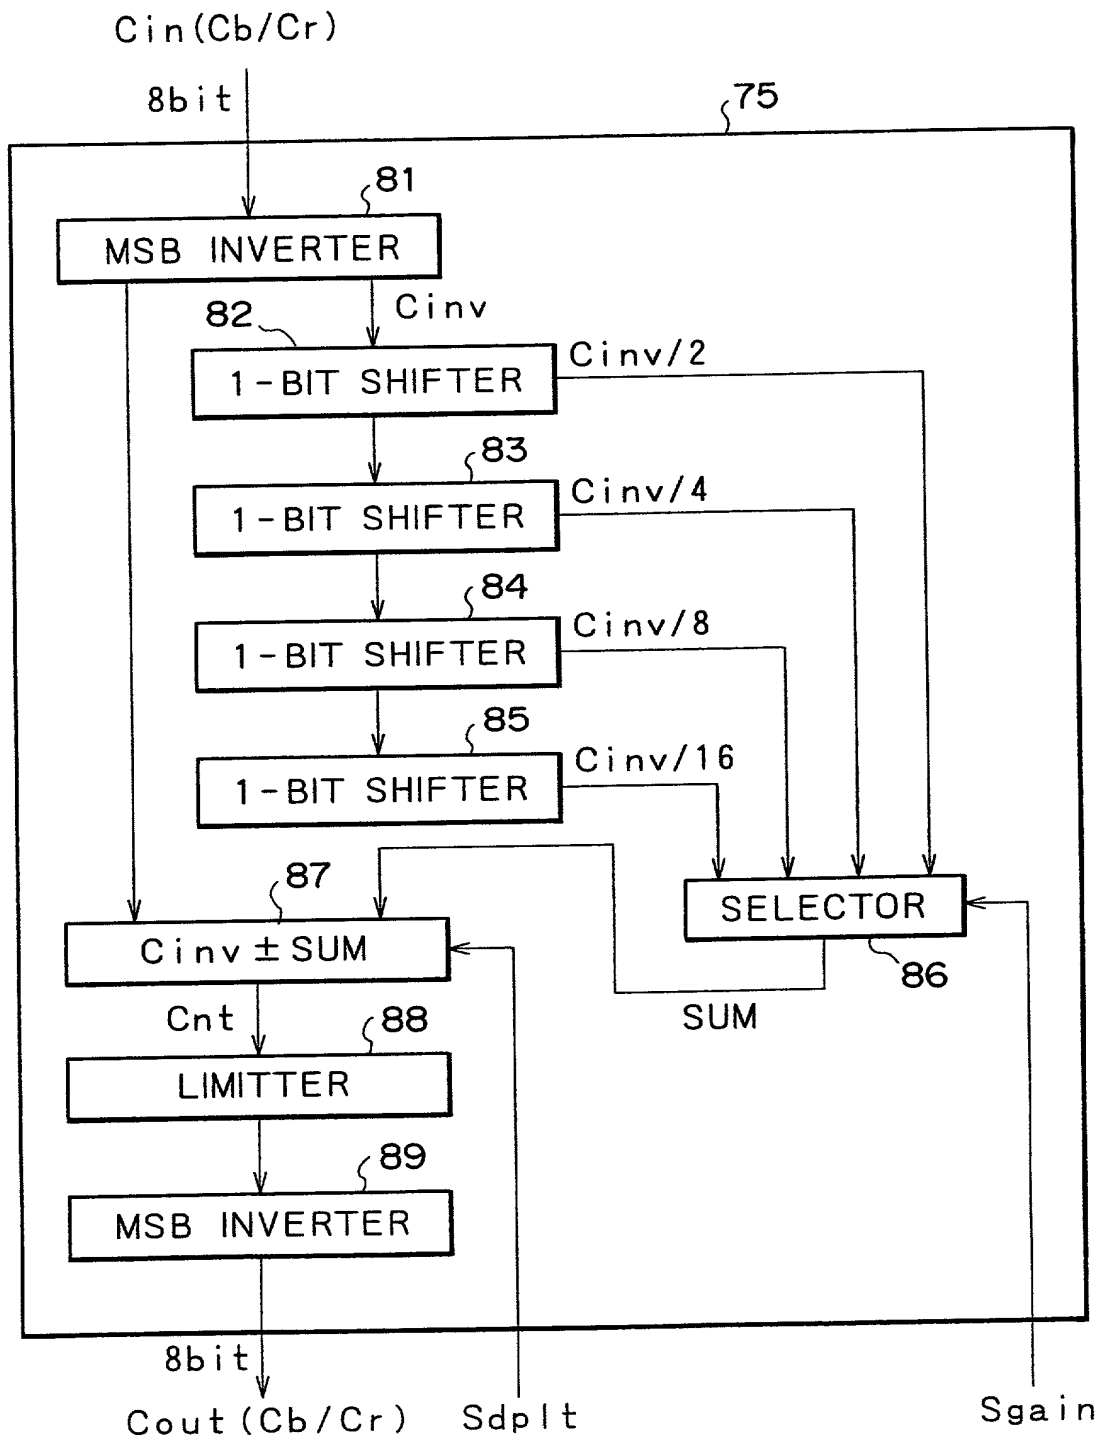 Cin(Cb/Cr)
8bit
75
81
MSB INVERTER
Cinv
82
1-BIT SHIFTER
Cinv/2
83
1-BIT SHIFTER
Cinv/4
84
1-BIT SHIFTER
Cinv/8
85
1-BIT SHIFTER
Cinv/16
87
Cinv ± SUM
SELECTOR
86
SUM
Cnt
88
LIMITTER
89
MSB INVERTER
8bit
Cout(Cb/Cr)
Sdplt
Sgain